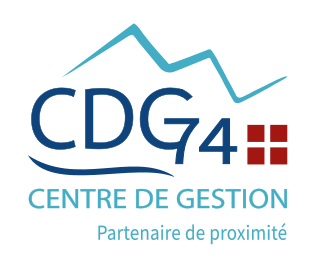 CDG74
CENTRE DE GESTION
Partenaire de proximité